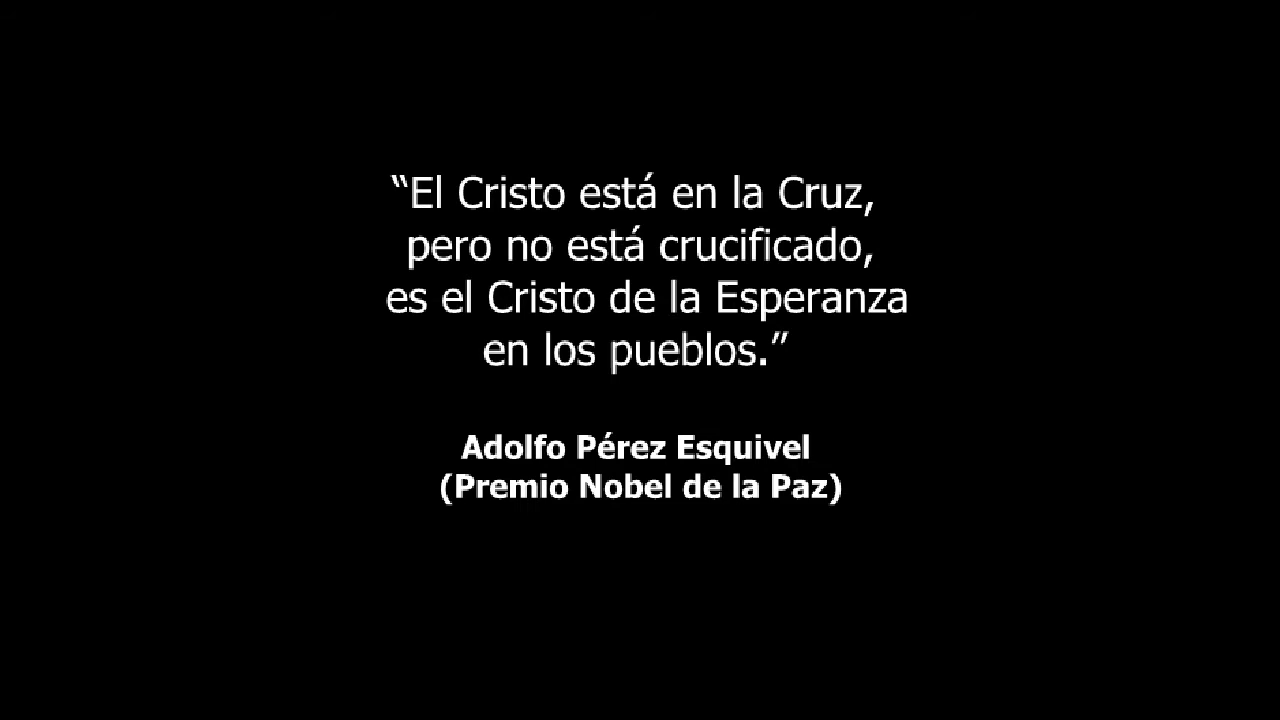 “El Cristo está en la Cruz,
pero no está crucificado,
es el Cristo de la Esperanza
en los pueblos.”
Adolfo Pérez Esquivel
(Premio Nobel de la Paz)